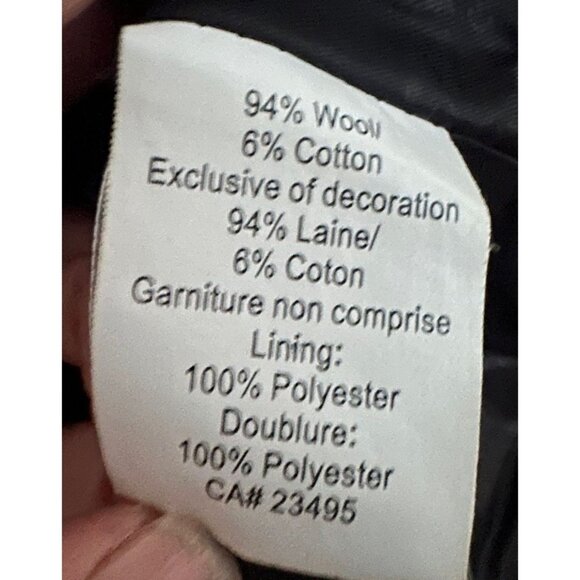 94% Wool/
6% Cotton
Exclusive of decoration
94% Laine/
6% Coton
Garniture non comprise
Lining:
100% Polyester
Doublure:
100% Polyester
CA# 23495